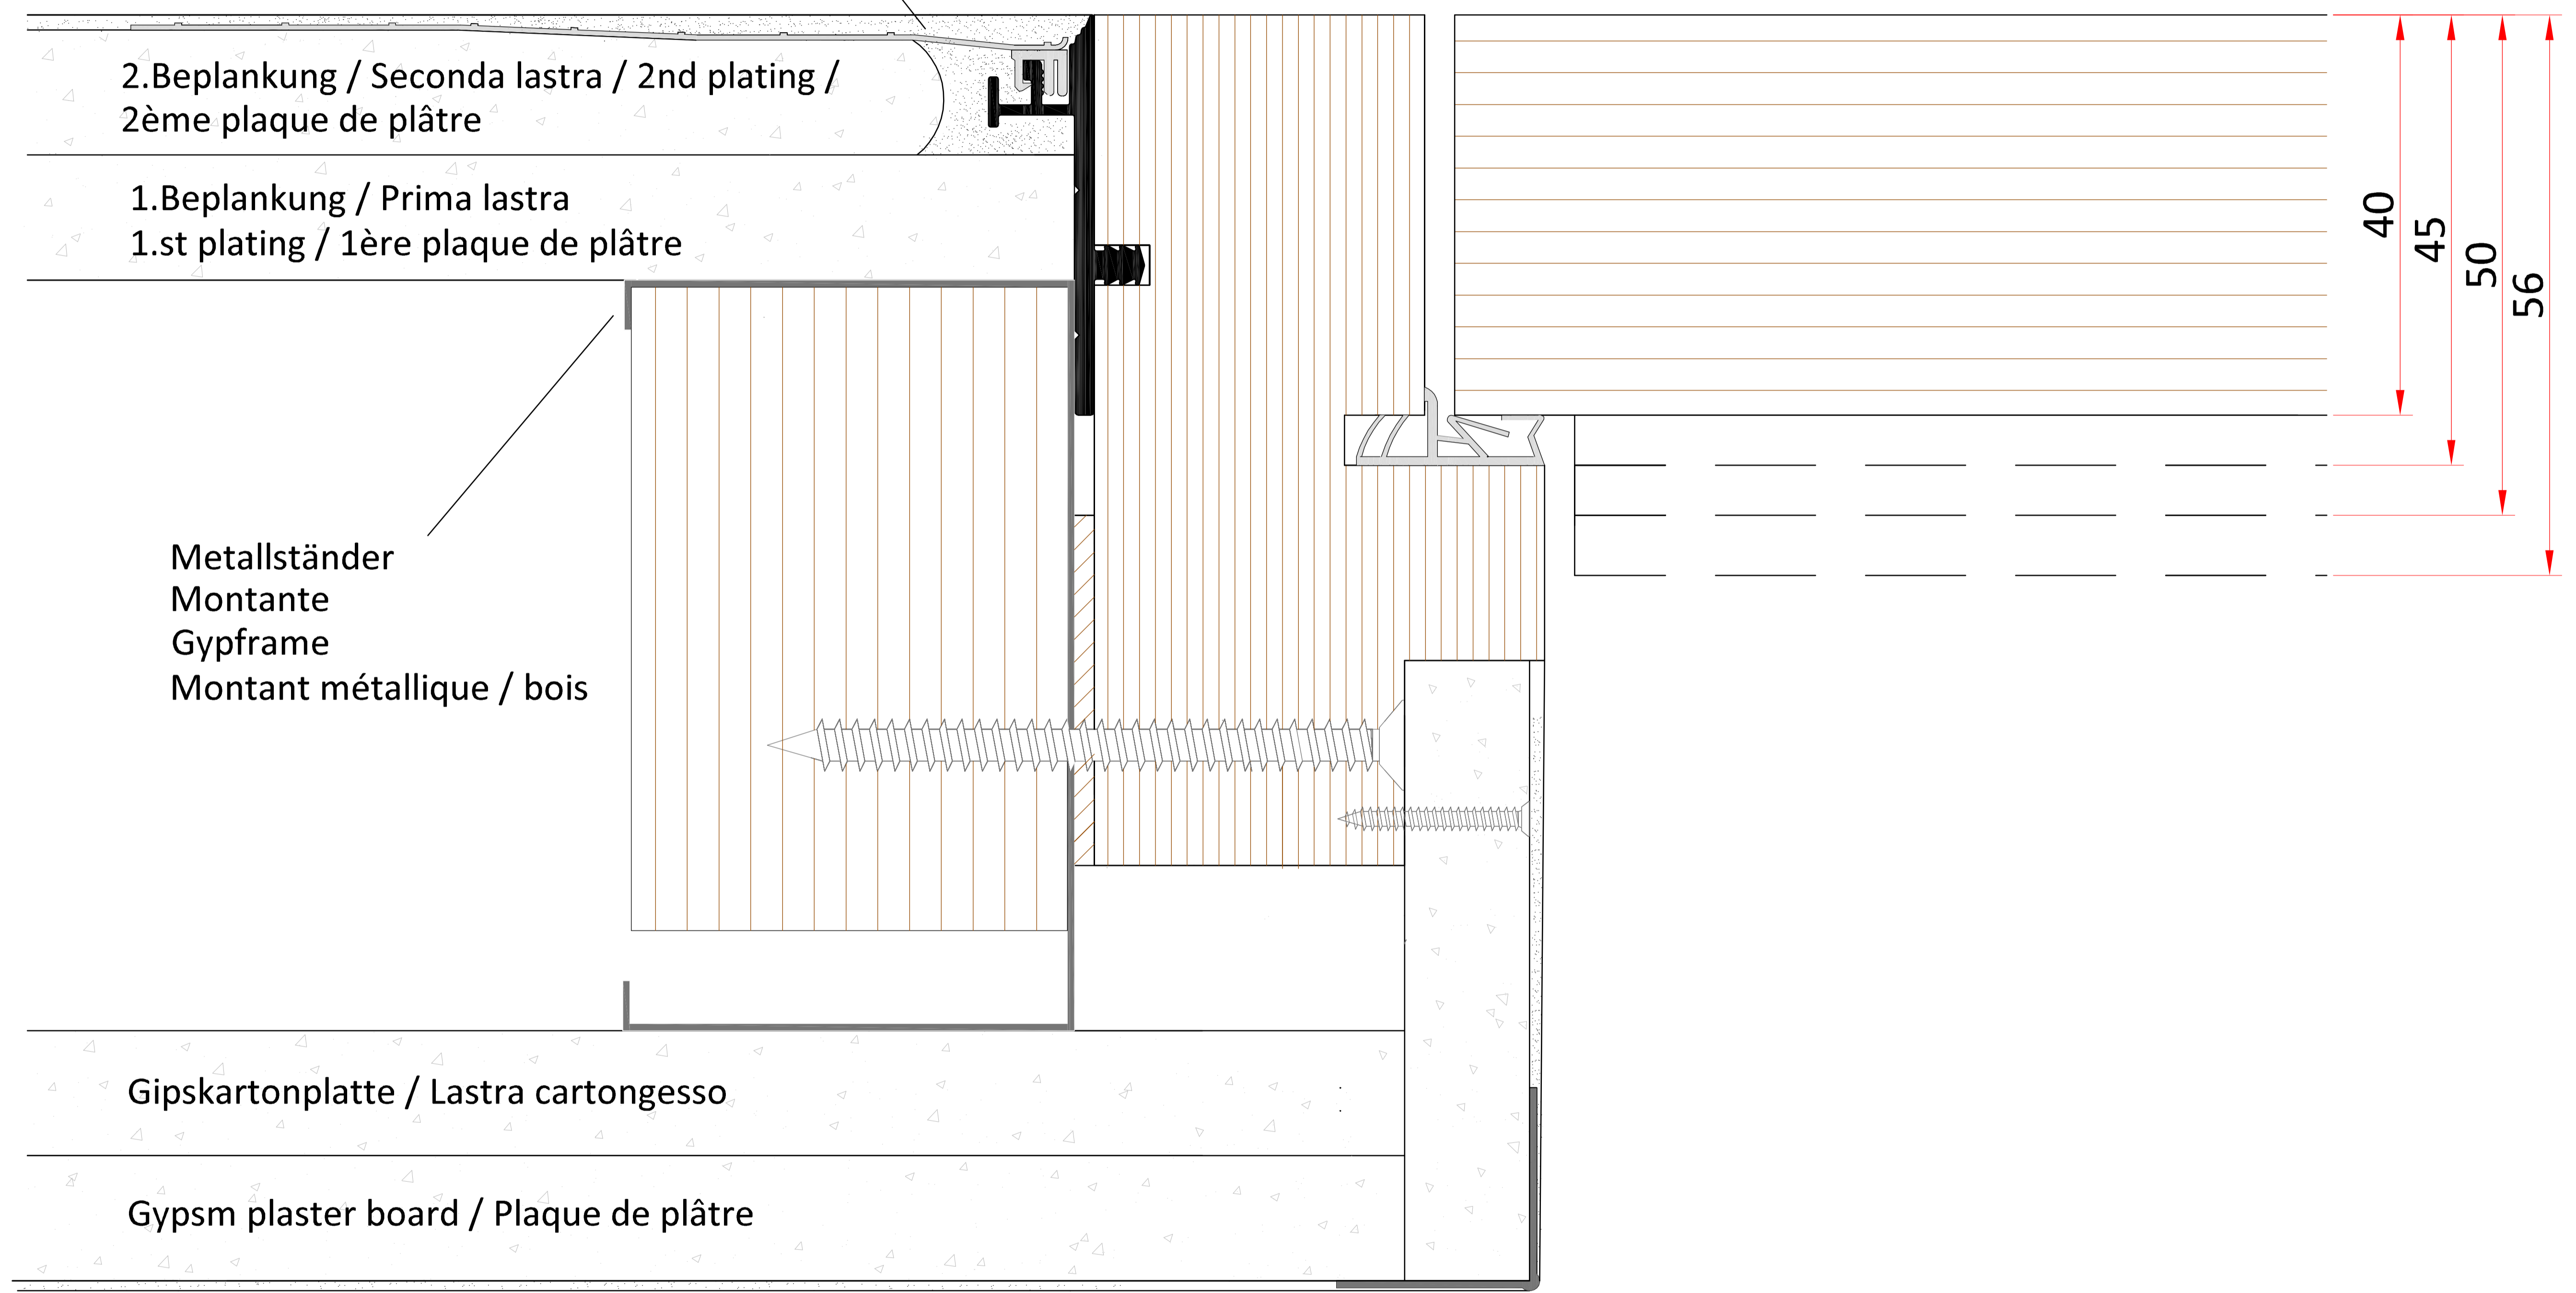 2.Beplankung / Seconda lastra / 2nd plating /
2ème plaque de plâtre
1.Beplankung / Prima lastra
1.st plating / 1ère plaque de plâtre
40
45
50
56
Metallständer
Montante
Gypframe
Montant métallique / bois
Gipskartonplatte / Lastra cartongesso
Gypsm plaster board / Plaque de plâtre